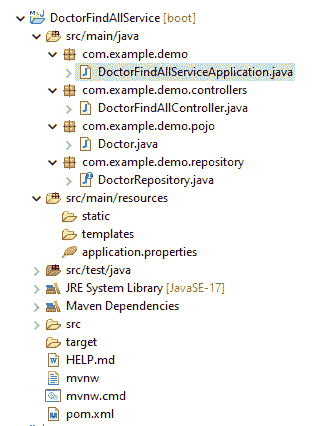 DoctorFindAllService [boot]
src/main/java
com.example.demo
DoctorFindAllServiceApplication.java
com.example.demo.controllers
DoctorFindAllController.java
com.example.demo.pojo
Doctor.java
com.example.demo.repository
DoctorRepository.java
src/main/resources
static
templates
application.properties
src/test/java
JRE System Library [JavaSE-17]
Maven Dependencies
src
target
HELP.md
mvnw
mvnw.cmd
pom.xml